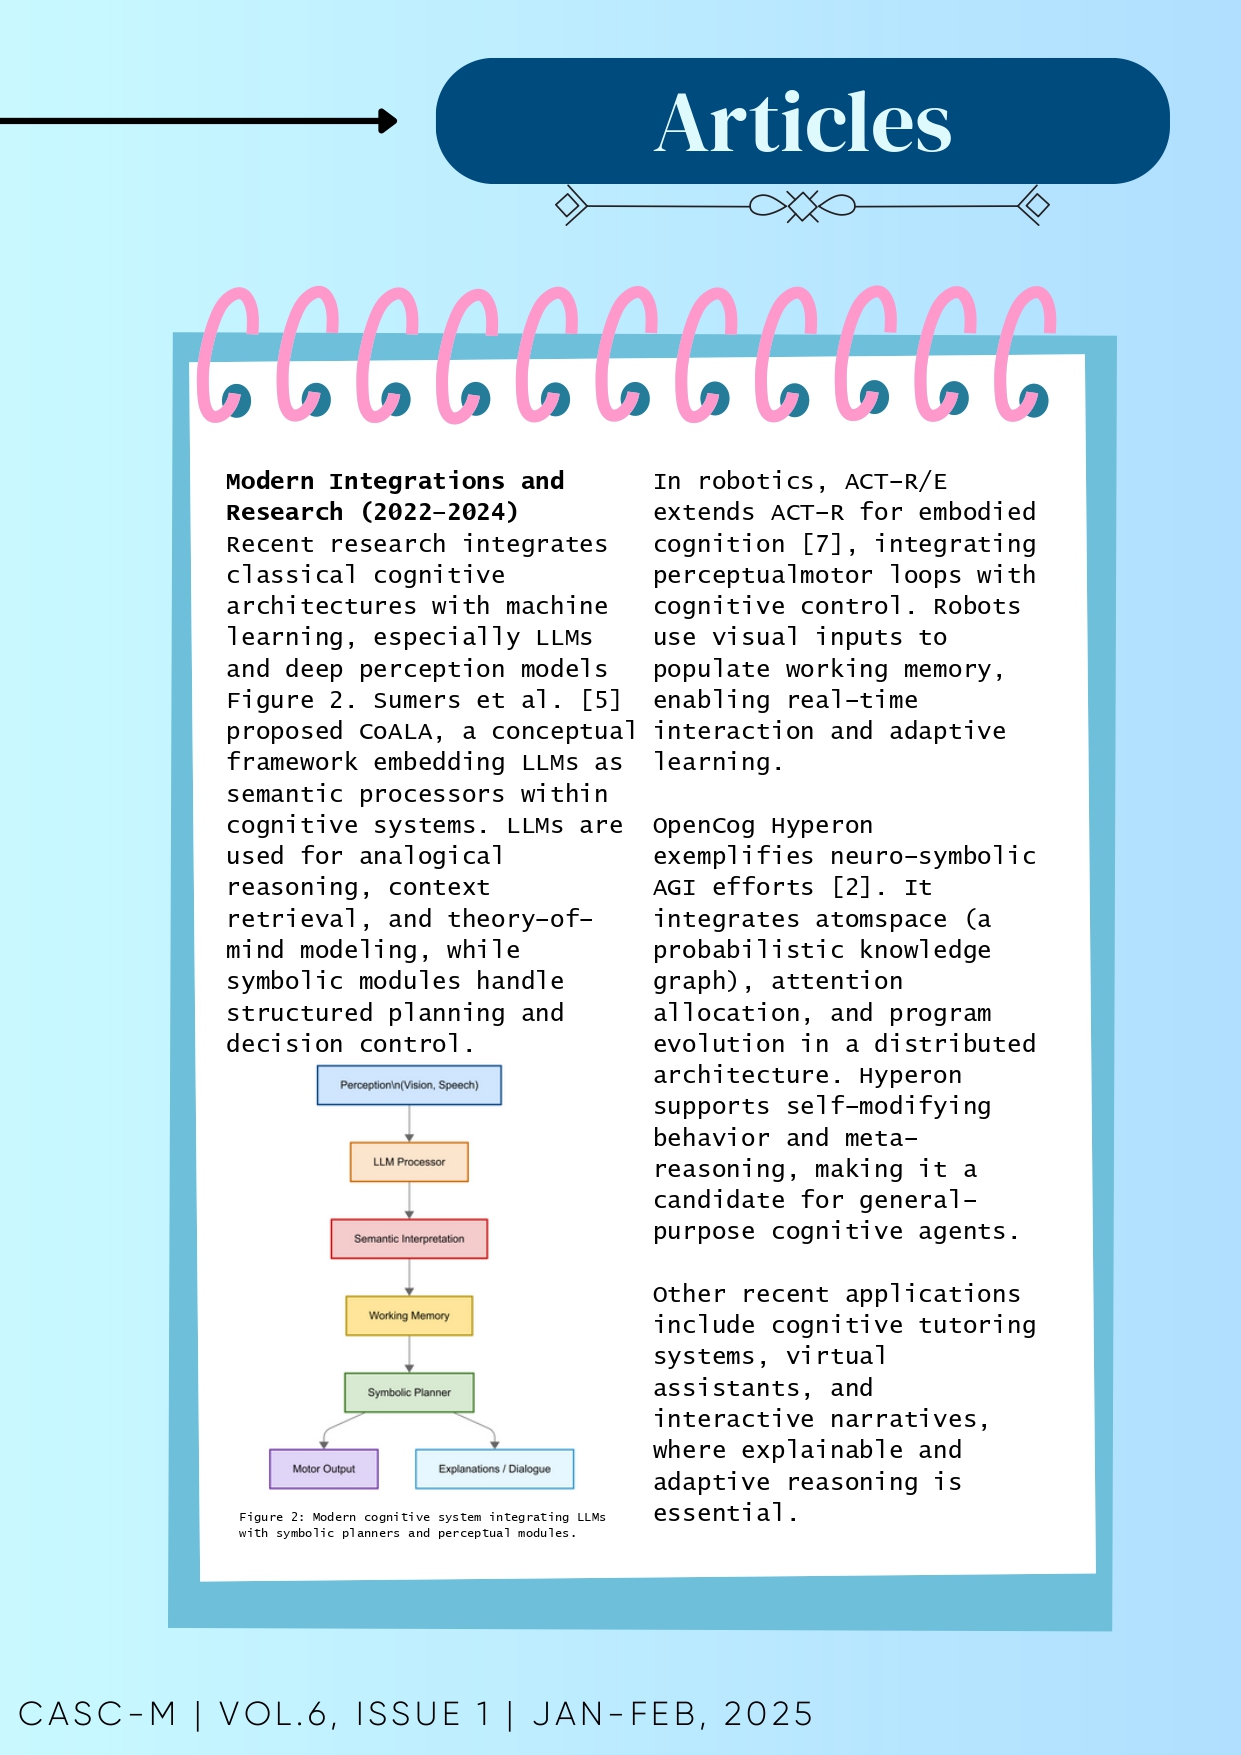 Articles
Modern Integrations and
Research (2022–2024)
Recent research integrates
classical cognitive
architectures with machine
learning, especially LLMs
and deep perception models
Figure 2. Sumers et al. [5]
proposed CoALA, a conceptual
framework embedding LLMs as
semantic processors within
cognitive systems. LLMs are
used for analogical
reasoning, context
retrieval, and theory-of-
mind modeling, while
symbolic modules handle
structured planning and
decision control.
Perception\n(Vision, Speech)
LLM Processor
Semantic Interpretation
Working Memory
Symbolic Planner
Motor Output
Explanations / Dialogue
Figure 2: Modern cognitive system integrating LLMs
with symbolic planners and perceptual modules.
In robotics, ACT-R/E
extends ACT-R for embodied
cognition [7], integrating
perceptualmotor loops with
cognitive control. Robots
use visual inputs to
populate working memory,
enabling real-time
interaction and adaptive
learning.
OpenCog Hyperon
exemplifies neuro-symbolic
AGI efforts [2]. It
integrates atomspace (a
probabilistic knowledge
graph), attention
allocation, and program
evolution in a distributed
architecture. Hyperon
supports self-modifying
behavior and meta-
reasoning, making it a
candidate for general-
purpose cognitive agents.
Other recent applications
include cognitive tutoring
systems, virtual
assistants, and
interactive narratives,
where explainable and
adaptive reasoning is
essential.
CASC-M | VOL.6, ISSUE 1 | JAN-FEB, 2025